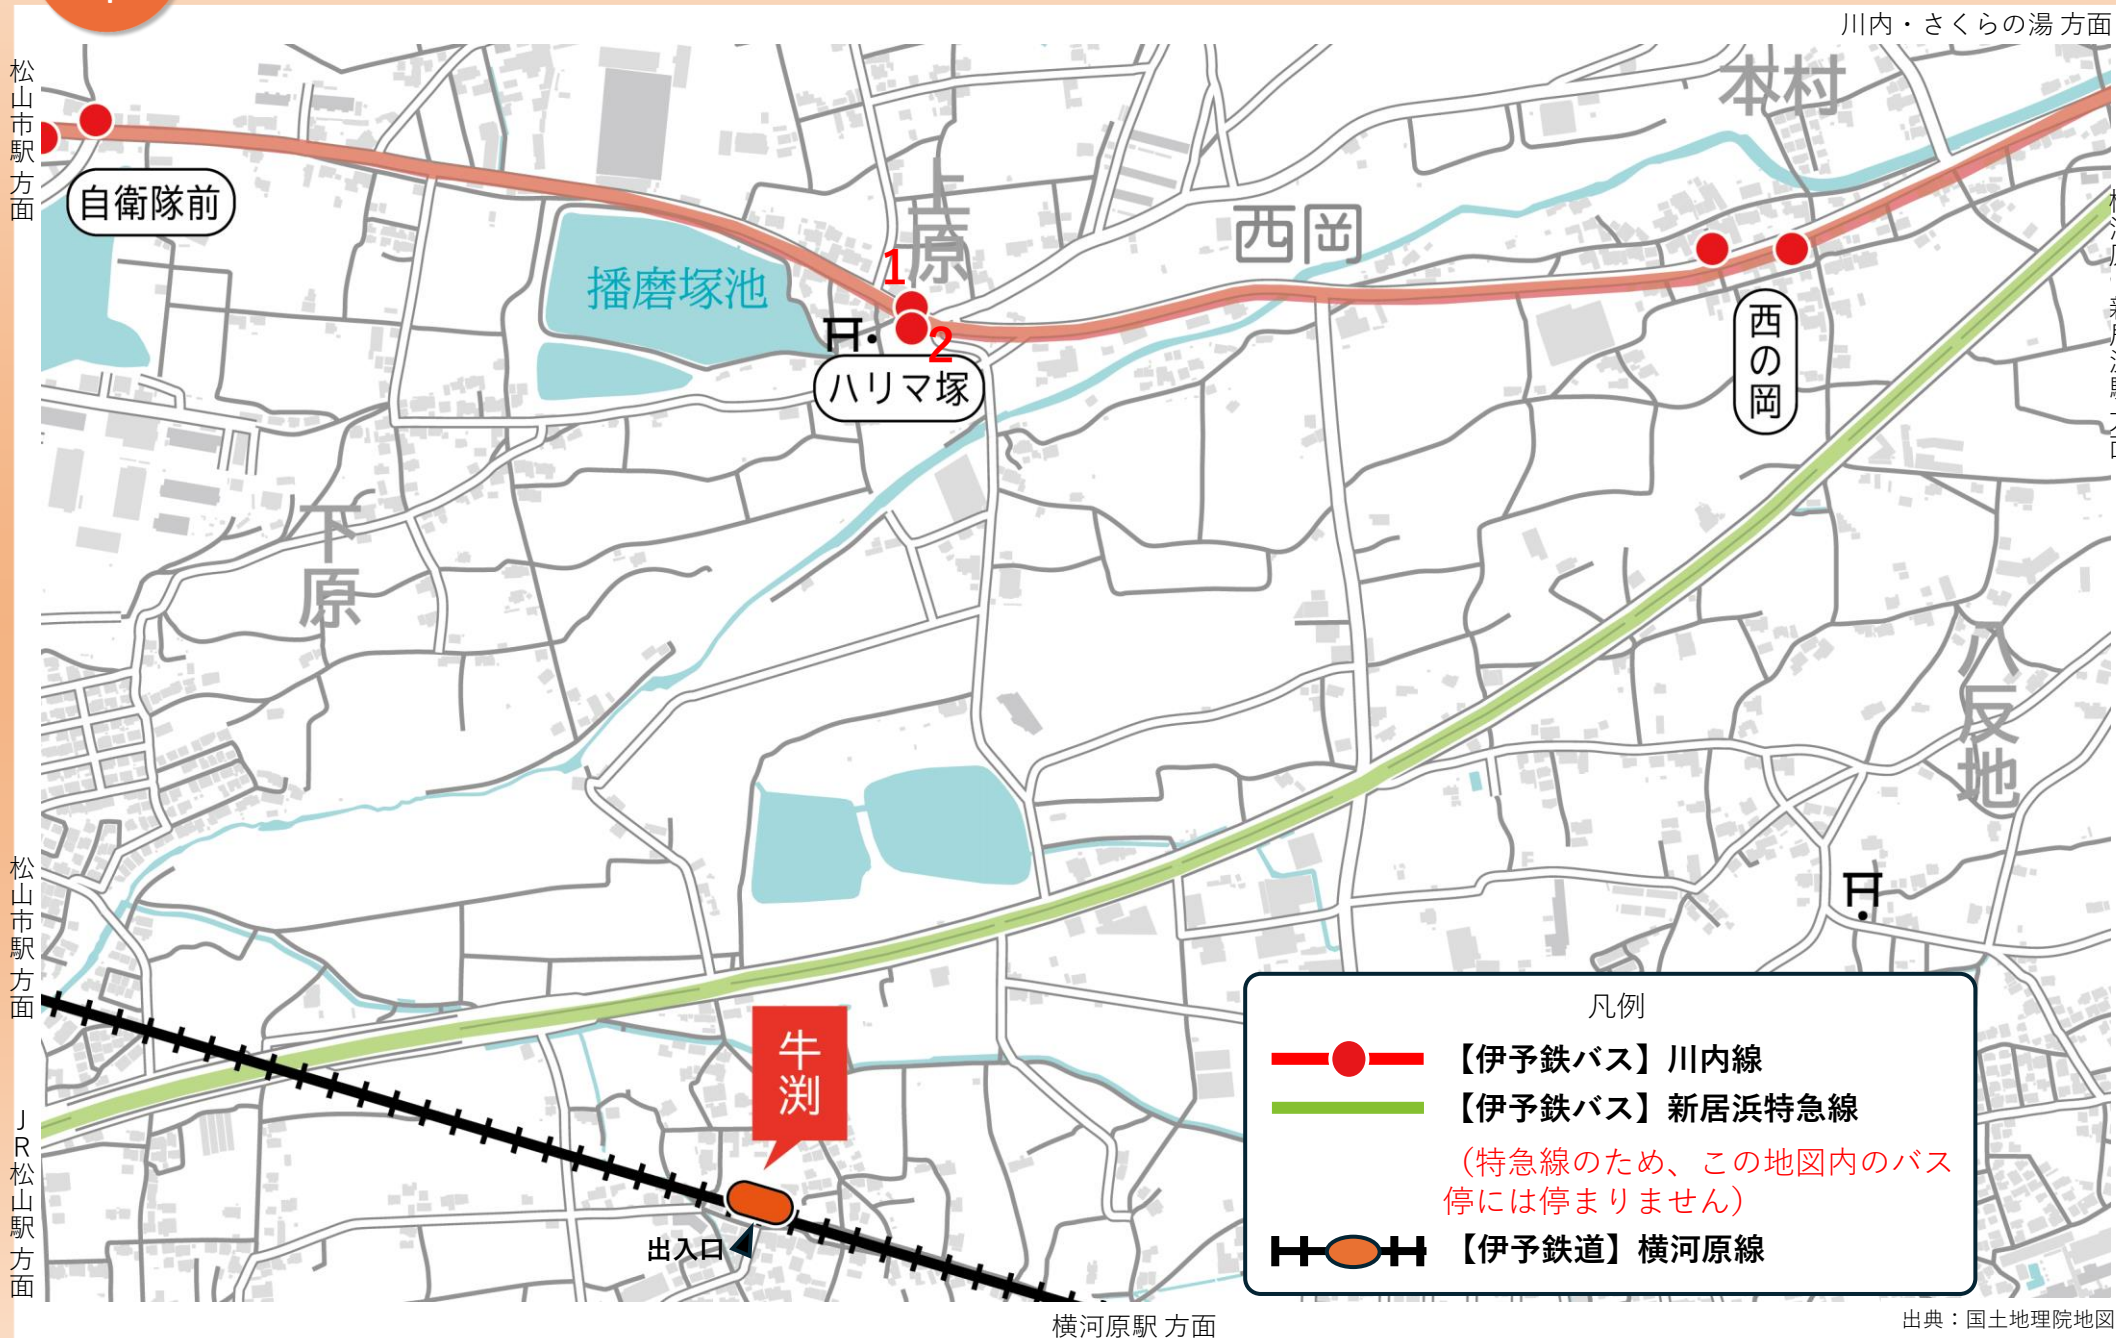 川内・さくらの湯 方面
松山市駅 方面
自衛隊前
播磨塚池
上原
1
2
ハリマ塚
西岡
本村
西の岡
下原
八反地
松山市駅 方面
JR松山駅 方面
牛渕
出入口
凡例
【伊予鉄バス】川内線
【伊予鉄バス】新居浜特急線
（特急線のため、この地図内のバス
停には停まりません）
【伊予鉄道】横河原線
横河原駅 方面
出典：国土地理院地図